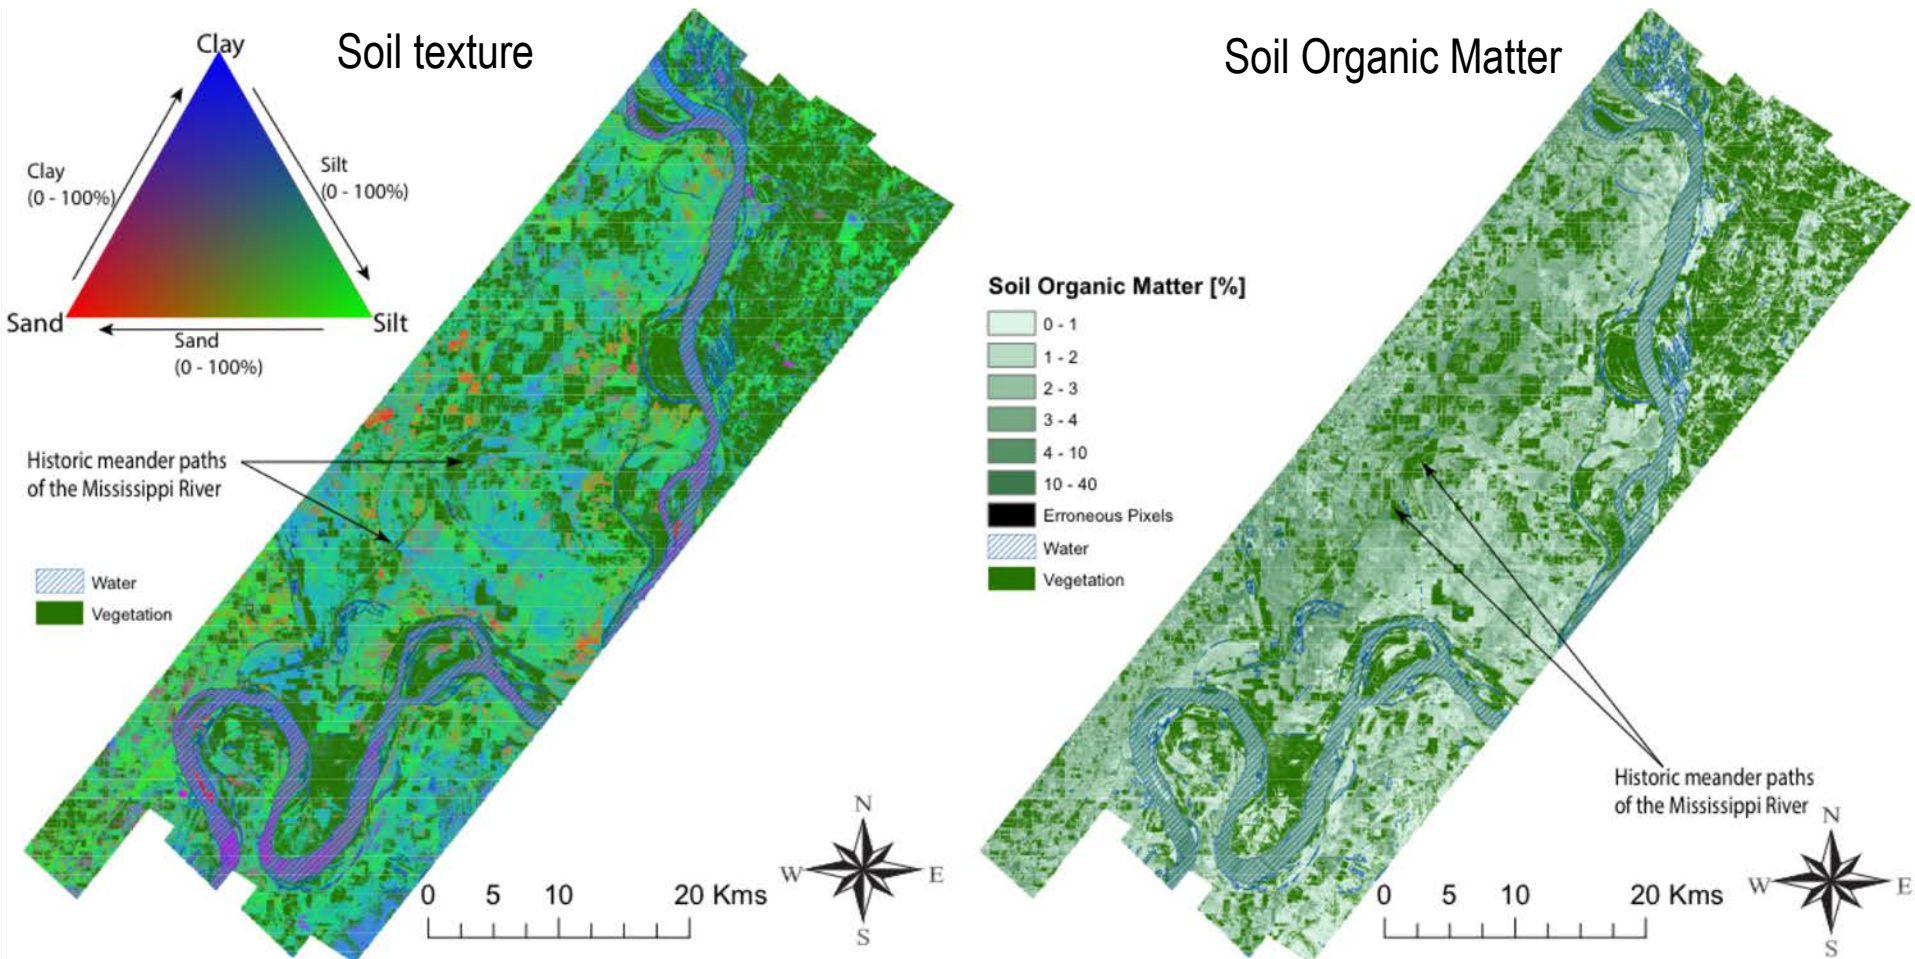 Soil texture
Clay
Clay
(0 - 100%)
Silt
(0 - 100%)
Sand
Silt
Sand
(0 - 100%)
Historic meander paths
of the Mississippi River
Water
Vegetation
N
W
E
S
0 5 10 20 Kms
Soil Organic Matter
Soil Organic Matter [%]
0 - 1
1 - 2
2 - 3
3 - 4
4 - 10
10 - 40
Erroneous Pixels
Water
Vegetation
Historic meander paths
of the Mississippi River
N
W
E
S
0 5 10 20 Kms